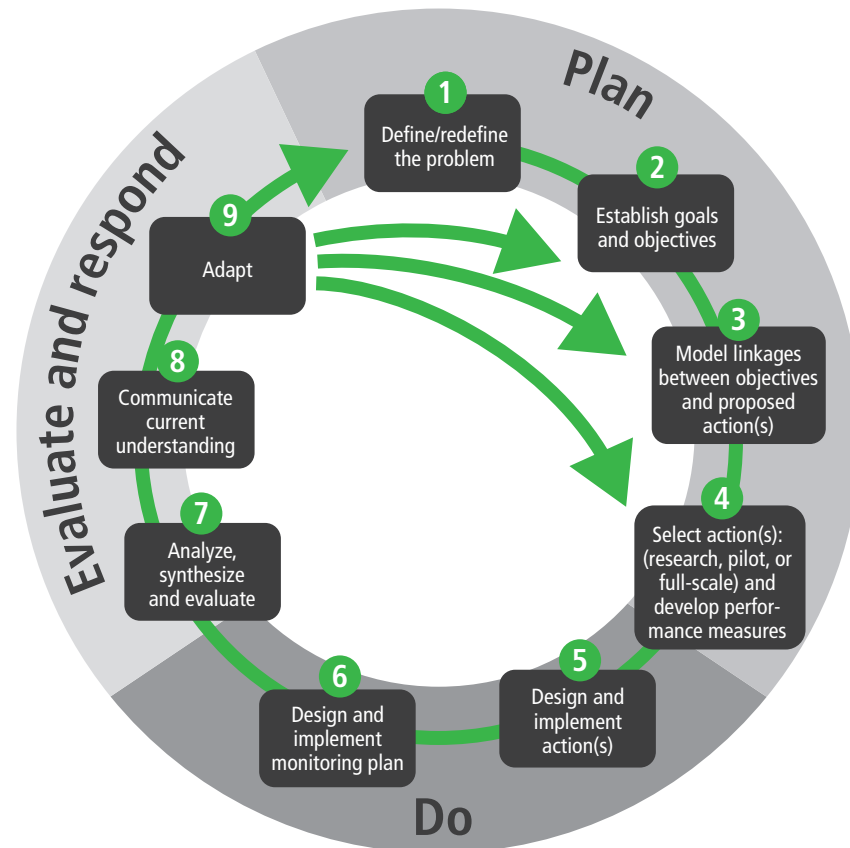 Plan
1
Define/redefine
the problem
2
Establish goals
and objectives
3
Model linkages
between objectives
and proposed
action(s)
4
Select action(s):
(research, pilot, or
full-scale) and
develop perfor-
mance measures
Do
5
Design and
implement
action(s)
6
Design and
implement
monitoring plan
Evaluate and respond
7
Analyze,
synthesize
and evaluate
8
Communicate
current
understanding
9
Adapt